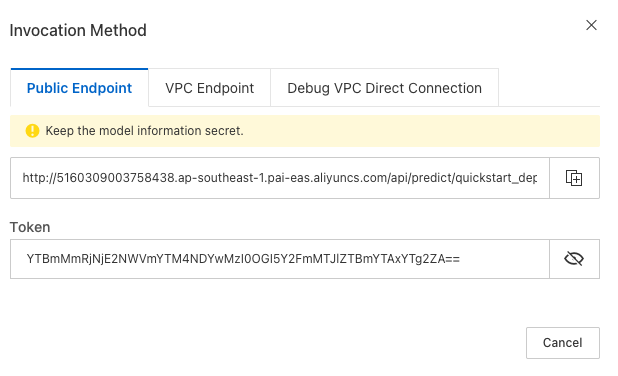 Invocation Method
Public Endpoint
VPC Endpoint
Debug VPC Direct Connection
Keep the model information secret.
http://5160309003758438.ap-southeast-1.pai-eas.aliyuncs.com/api/predict/quickstart_dep
Token
YTBmMmRjNjE2NWVmYTM4NDYwMzI0OGI5Y2FmMTJlZTBmYTAxYTg2ZA==
Cancel